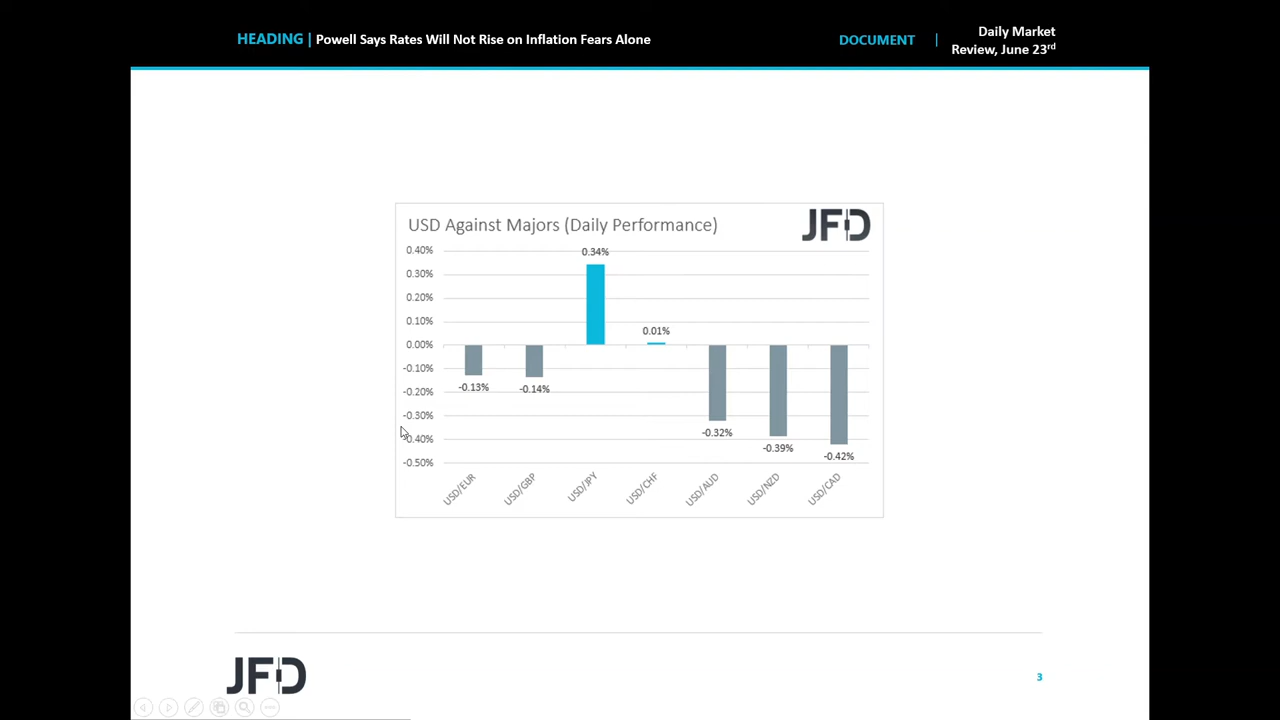 HEADING | Powell Says Rates Will Not Rise on Inflation Fears Alone
DOCUMENT |
Daily Market
Review, June 23rd
USD Against Majors (Daily Performance)
JFD
0.40%
0.30%
0.20%
0.10%
0.00%
-0.10%
-0.20%
-0.30%
-0.40%
-0.50%
-0.13%
-0.14%
0.34%
0.01%
-0.32%
-0.39%
-0.42%
USD/EUR
USD/GBP
USD/JPY
USD/CHF
USD/AUD
USD/NZD
USD/CAD
JFD
3